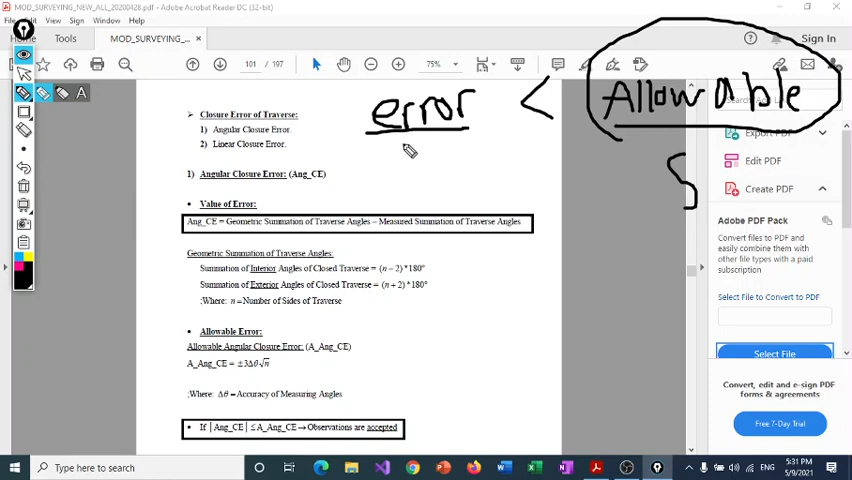 MOD_SURVEYING_NEW_ALL_20200428.pdf - Adobe Acrobat Reader DC (32-bit)
File Edit View Sign Window Help
Tools
MOD_SURVEYING_... ×
Sign In
101 / 197
75%
error < Allowable
S
A
➢ Closure Error of Traverse:
1) Angular Closure Error.
2) Linear Closure Error.
1) Angular Closure Error: (Ang_CE)
• Value of Error:
Ang_CE = Geometric Summation of Traverse Angles – Measured Summation of Traverse Angles
Geometric Summation of Traverse Angles:
Summation of Interior Angles of Closed Traverse = (n − 2) *180°
Summation of Exterior Angles of Closed Traverse = (n + 2) *180°
;Where: n = Number of Sides of Traverse
• Allowable Error:
Allowable Angular Closure Error: (A_Ang_CE)
A_Ang_CE = ±3Δθ√n
;Where: Δθ = Accuracy of Measuring Angles
• If |Ang_CE| ≤ A_Ang_CE → Observations are accepted
Export PDF
Edit PDF
Create PDF
Adobe PDF Pack
Convert files to PDF and
easily combine them with
other file types with a paid
subscription
Select File to Convert to PDF
Select File
Convert, edit and e-sign PDF
forms & agreements
Free 7-Day Trial
Type here to search
ENG
5:31 PM
5/9/2021